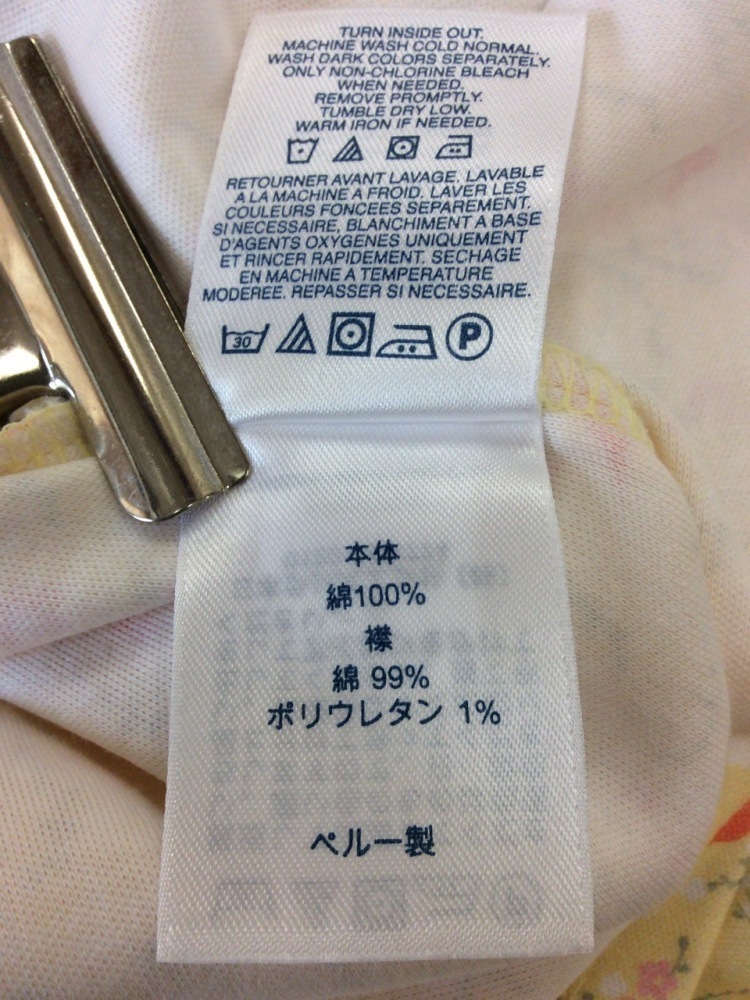 TURN INSIDE OUT.
MACHINE WASH COLD NORMAL.
WASH DARK COLORS SEPARATELY.
ONLY NON-CHLORINE BLEACH
WHEN NEEDED.
REMOVE PROMPTLY.
TUMBLE DRY LOW.
WARM IRON IF NEEDED.
RETOURNER AVANT LAVAGE. LAVABLE
A LA MACHINE A FROID. LAVER LES
COULEURS FONCEES SEPAREMENT.
SI NECESSAIRE, BLANCHIMENT A BASE
D'AGENTS OXYGENES UNIQUEMENT
ET RINCER RAPIDEMENT. SECHAGE
EN MACHINE A TEMPERATURE
MODEREE. REPASSER SI NECESSAIRE.
30 P
本体
綿100%
襟
綿 99%
ポリウレタン 1%
ペルー製